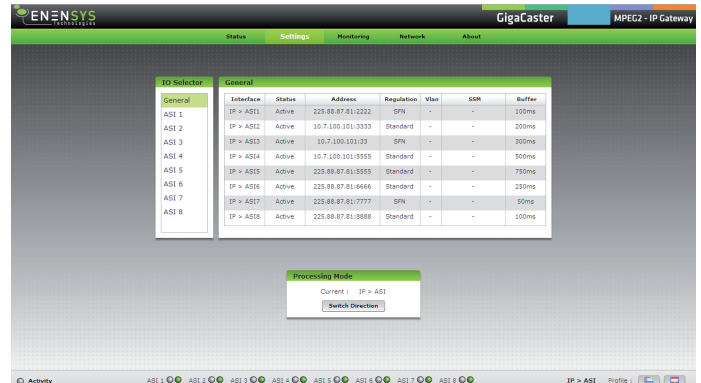 ENENSYS
Technologies
GigaCaster
MPEG2 - IP Gateway
Status Settings Monitoring Network About
IO Selector
General
ASI 1
ASI 2
ASI 3
ASI 4
ASI 5
ASI 6
ASI 7
ASI 8
General
Interface Status Address Regulation Vlan SSM Buffer
IP > ASI1 Active 225.88.87.81:2222 SFN - - 100ms
IP > ASI2 Active 10.7.100.101:3333 Standard - - 200ms
IP > ASI3 Active 10.7.100.101:33 SFN - - 300ms
IP > ASI4 Active 10.7.100.101:5555 Standard - - 500ms
IP > ASI5 Active 225.88.87.81:5555 Standard - - 750ms
IP > ASI6 Active 225.88.87.81:6666 Standard - - 250ms
IP > ASI7 Active 225.88.87.81:7777 SFN - - 50ms
IP > ASI8 Active 225.88.87.81:8888 Standard - - 100ms
Processing Mode
Current : IP > ASI
Switch Direction
Activity ASI 1 ASI 2 ASI 3 ASI 4 ASI 5 ASI 6 ASI 7 ASI 8 IP > ASI Profile :